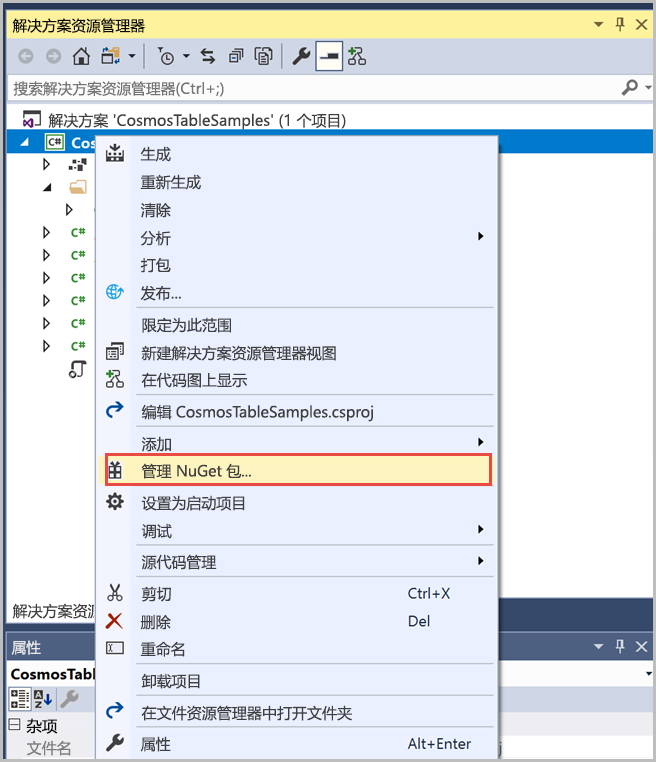 解决方案资源管理器
搜索解决方案资源管理器(Ctrl+;)
解决方案 'CosmosTableSamples' (1 个项目)
C# Cos
生成
重新生成
清除
分析
C#
打包
C#
发布...
C#
C#
限定为此范围
C#
新建解决方案资源管理器视图
C#
在代码图上显示
编辑 CosmosTableSamples.csproj
添加
管理 NuGet 包...
设置为启动项目
调试
源代码管理
剪切 Ctrl+X
解决方案资源
删除 Del
重命名
属性
CosmosTabl
卸载项目
在文件资源管理器中打开文件夹
杂项
属性 Alt+Enter
文件名